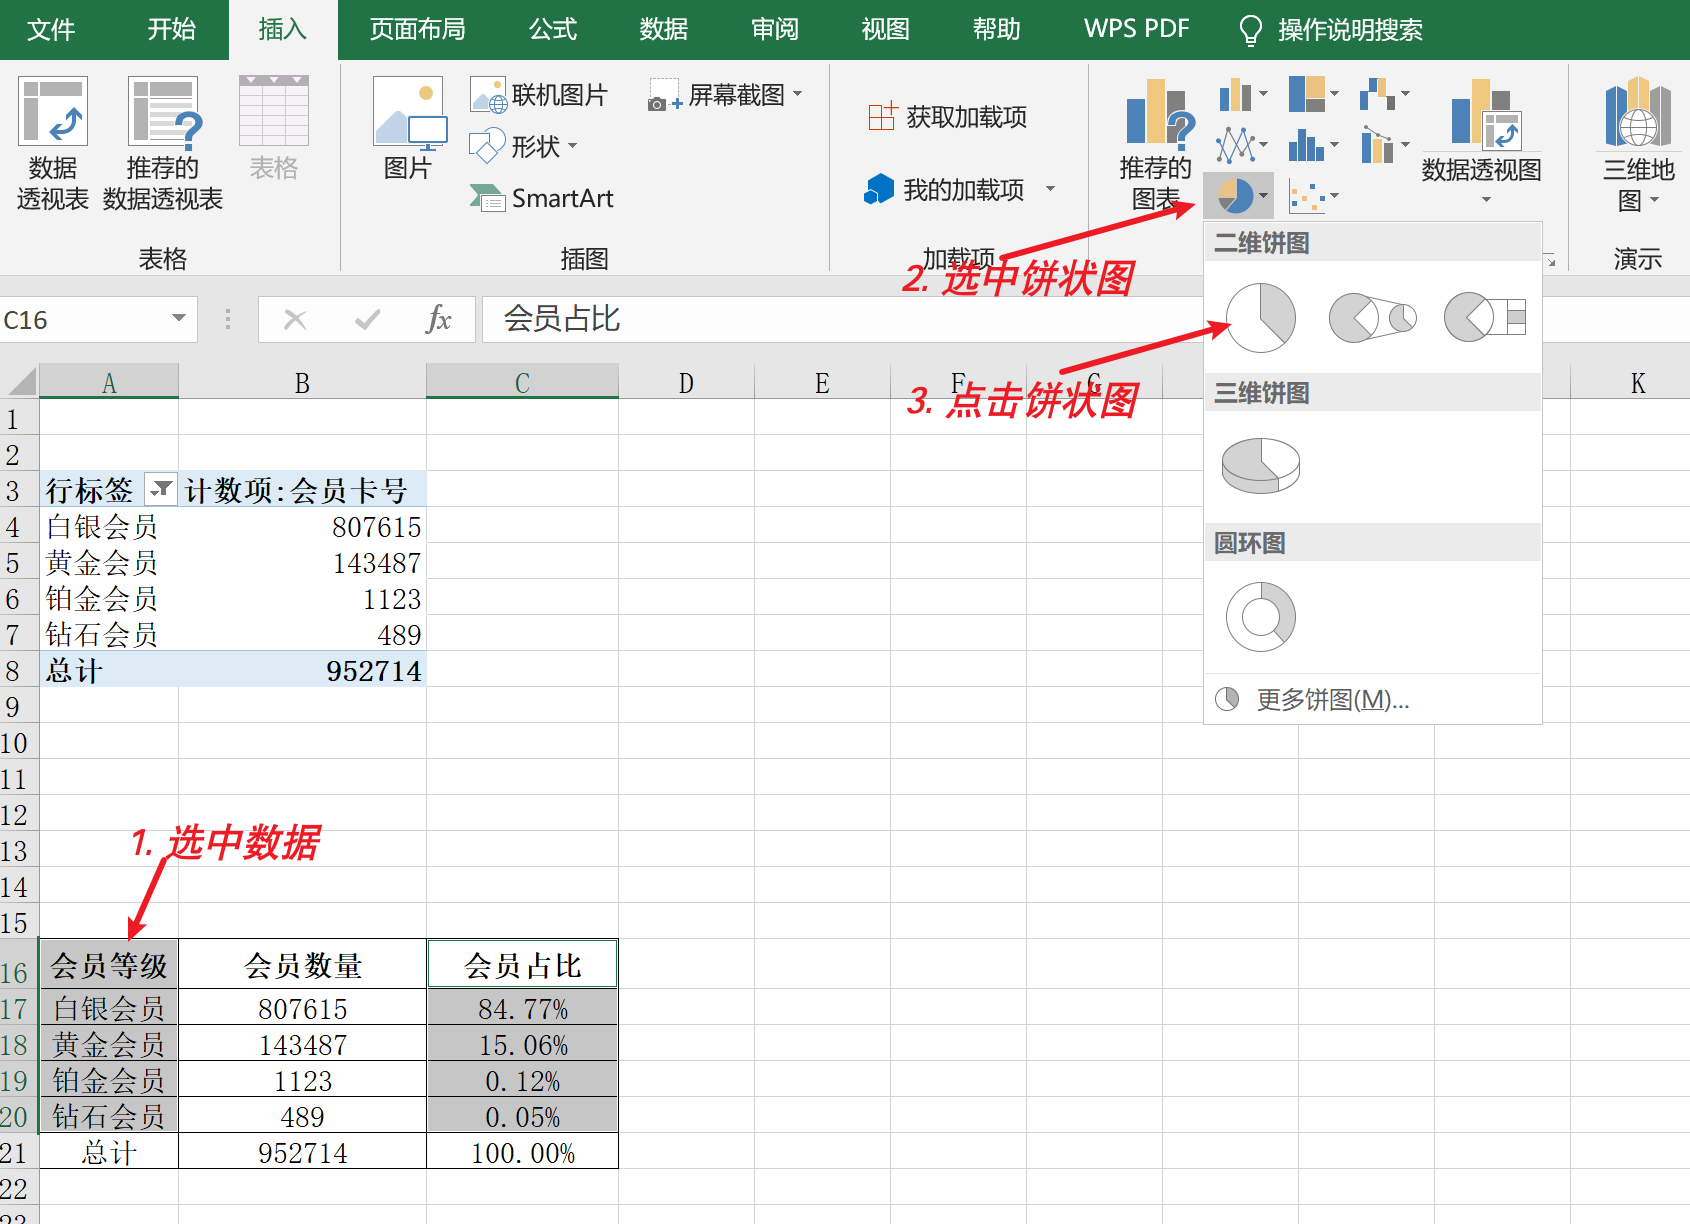 文件 开始 插入 页面布局 公式 数据 审阅 视图 帮助 WPS PDF 操作说明搜索
数据
透视表
推荐的
数据透视表
表格
表格
图片
联机图片
形状
SmartArt
屏幕截图
插图
获取加载项
我的加载项
加载项
推荐的
图表
数据透视图
三维地
图
演示
2. 选中饼状图
3. 点击饼状图
二维饼图
三维饼图
圆环图
更多饼图(M)...
C16 fx 会员占比
A B C D E F G K
1
2
3 行标签 计数项:会员卡号
4 白银会员 807615
5 黄金会员 143487
6 铂金会员 1123
7 钻石会员 489
8 总计 952714
9
10
11
12
13
1. 选中数据
14
15
16 会员等级 会员数量 会员占比
17 白银会员 807615 84.77%
18 黄金会员 143487 15.06%
19 铂金会员 1123 0.12%
20 钻石会员 489 0.05%
21 总计 952714 100.00%
22
23